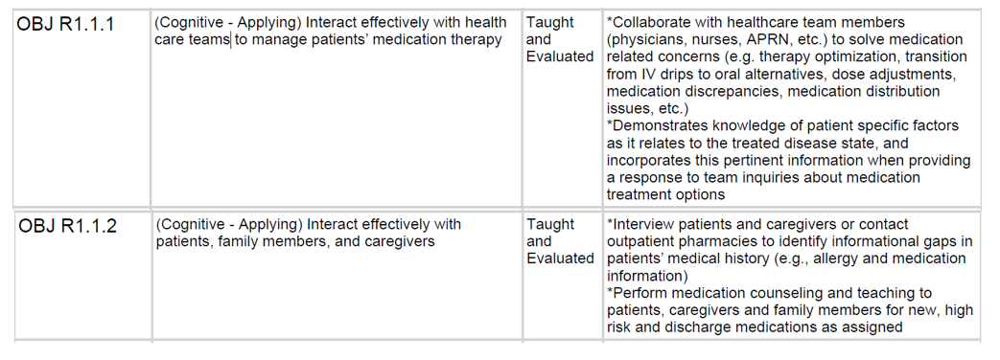 OBJ R1.1.1
(Cognitive - Applying) Interact effectively with health
care teams to manage patients' medication therapy
Taught
and
Evaluated
*Collaborate with healthcare team members
(physicians, nurses, APRN, etc.) to solve medication
related concerns (e.g. therapy optimization, transition
from IV drips to oral alternatives, dose adjustments,
medication discrepancies, medication distribution
issues, etc.)
*Demonstrates knowledge of patient specific factors
as it relates to the treated disease state, and
incorporates this pertinent information when providing
a response to team inquiries about medication
treatment options
OBJ R1.1.2
(Cognitive - Applying) Interact effectively with
patients, family members, and caregivers
Taught
and
Evaluated
*Interview patients and caregivers or contact
outpatient pharmacies to identify informational gaps in
patients' medical history (e.g., allergy and medication
information)
*Perform medication counseling and teaching to
patients, caregivers and family members for new, high
risk and discharge medications as assigned